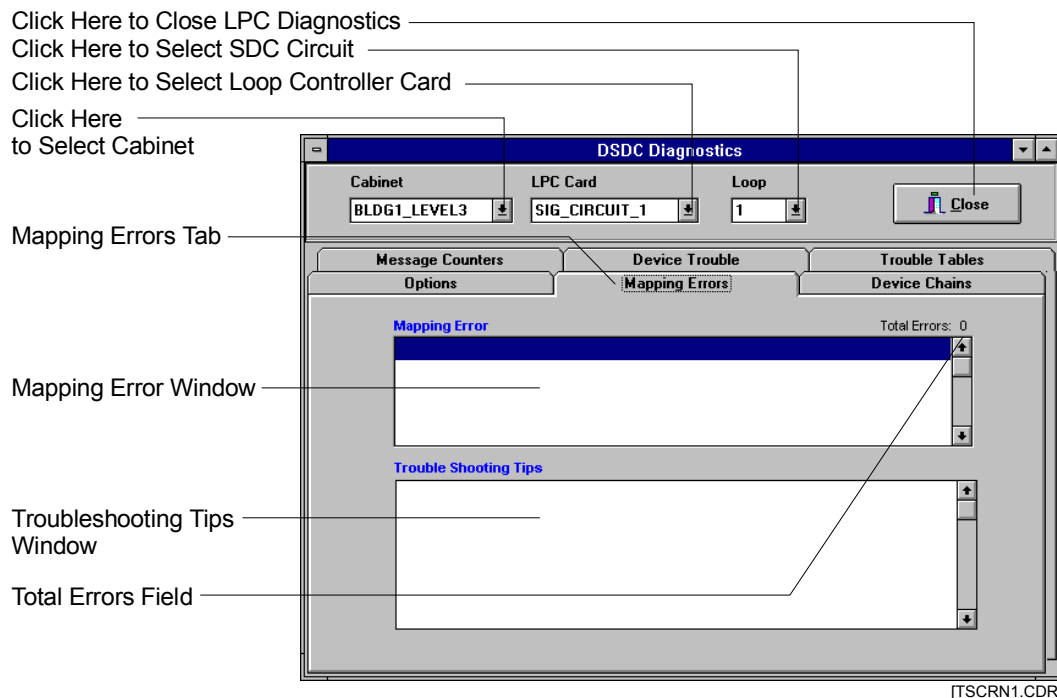 Click Here to Close LPC Diagnostics
Click Here to Select SDC Circuit
Click Here to Select Loop Controller Card
Click Here
to Select Cabinet
DSDC Diagnostics
Cabinet
LPC Card
Loop
BLDG1_LEVEL3
SIG_CIRCUIT_1
1
Close
Mapping Errors Tab
Message Counters
Device Trouble
Trouble Tables
Options
Mapping Errors
Device Chains
Mapping Error
Total Errors: 0
Mapping Error Window
Trouble Shooting Tips
Troubleshooting Tips
Window
Total Errors Field
[TSCRN1.CDR]